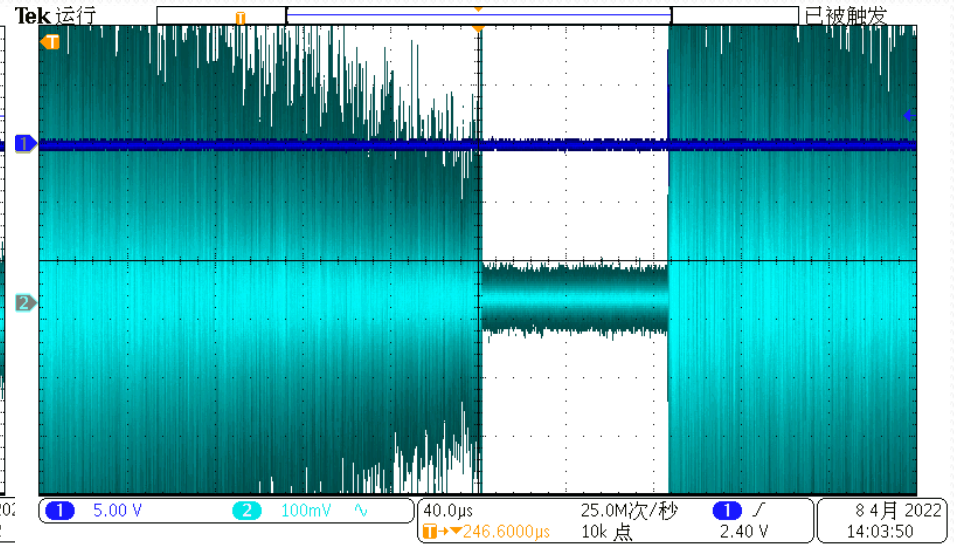 Tek 运行
已被触发
T
T
1
2
1 5.00 V
2 100mV
40.0μs
25.0M次/秒
1
T→▼246.6000μs
10k 点
2.40 V
8 4月 2022
14:03:50